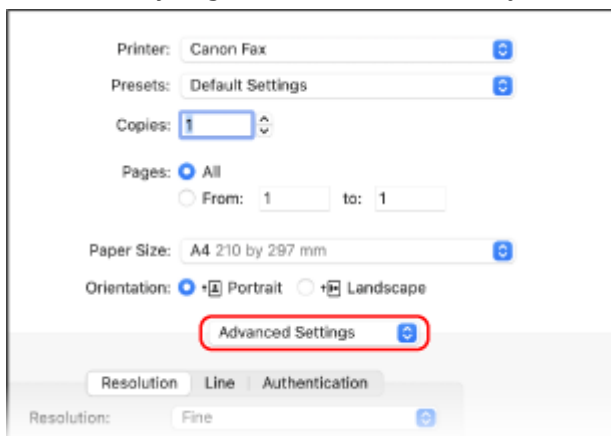 Printer: Canon Fax
Presets: Default Settings
Copies: 1
Pages: All
From: 1 to: 1
Paper Size: A4 210 by 297 mm
Orientation: Portrait Landscape
Advanced Settings
Resolution Line Authentication
Resolution: Fine